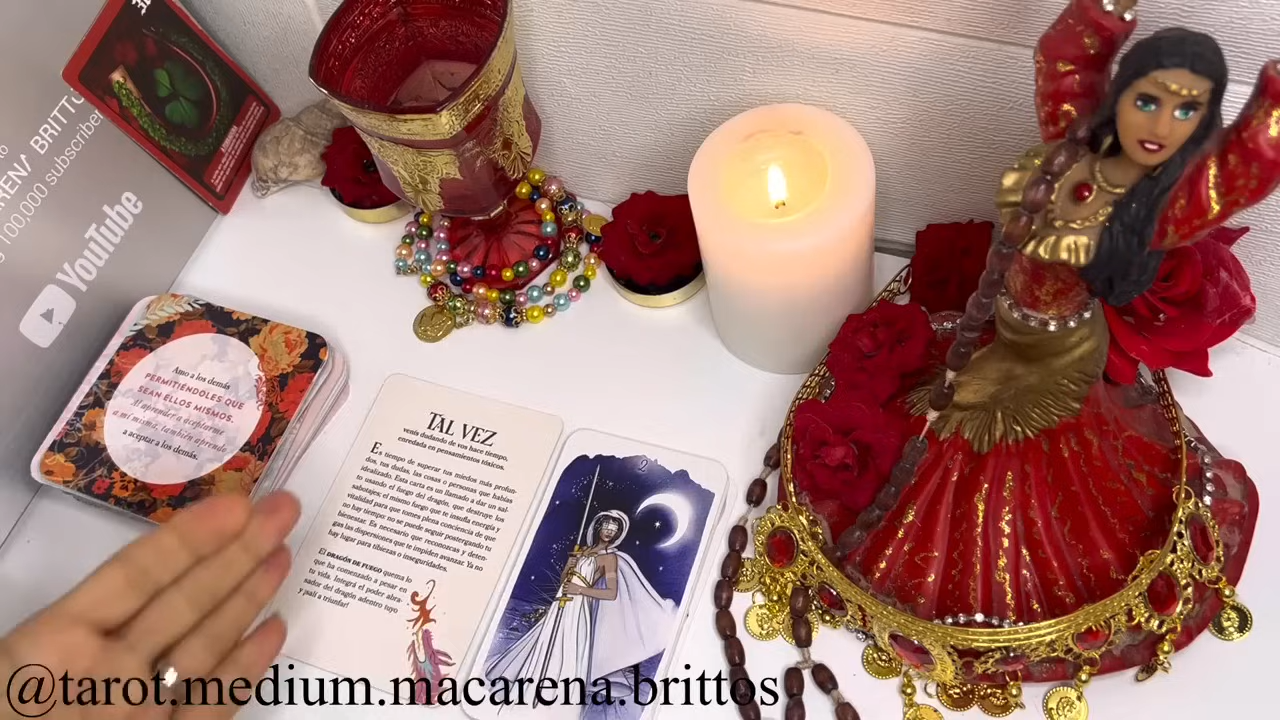 BRITTO
100,000 subscriber
YouTube
Amo a los demás
PERMITIÉNDOLES QUE
SEAN ELLOS MISMOS.
Al aprender a aceptarme
a mí misma, también aprendo
a aceptar a los demás.
TAL VEZ
venís dudando de vos hace tiempo,
enredada en pensamientos tóxicos.
Es tiempo de superar tus miedos más profun-
dos, tus dudas, las cosas o personas que habías
idealizado. Esta carta es un llamado a dar un sal-
to usando el fuego del dragón, que destruye los
sabotajes; el mismo fuego que te insufla energía y
vitalidad para que tomes plena conciencia de que
no hay tiempo: no se puede seguir postergando tu
bienestar. Es necesario que reconozcas y deten-
gas las dispersiones que te impiden avanzar. Ya no
hay lugar para tibiezas o inseguridades.
El DRAGÓN DE FUEGO quema lo
que ha comenzado a pesar en
tu vida. Integrá el poder abra-
sador del dragón adentro tuyo
y ¡salí a triunfar!
2
@tarot.medium.macarena.brittos